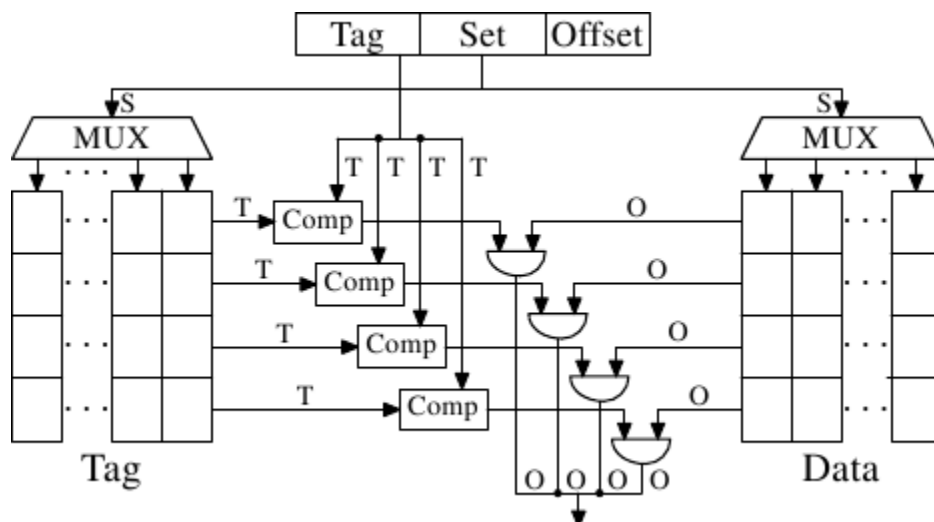 Tag Set Offset
S S
MUX MUX
. . . . . .
T T T T
T Comp O
. . . . . .
T Comp O
. . . . . .
T Comp O
. . . . . .
T Comp O
. . . . . .
Tag Data
O O O O